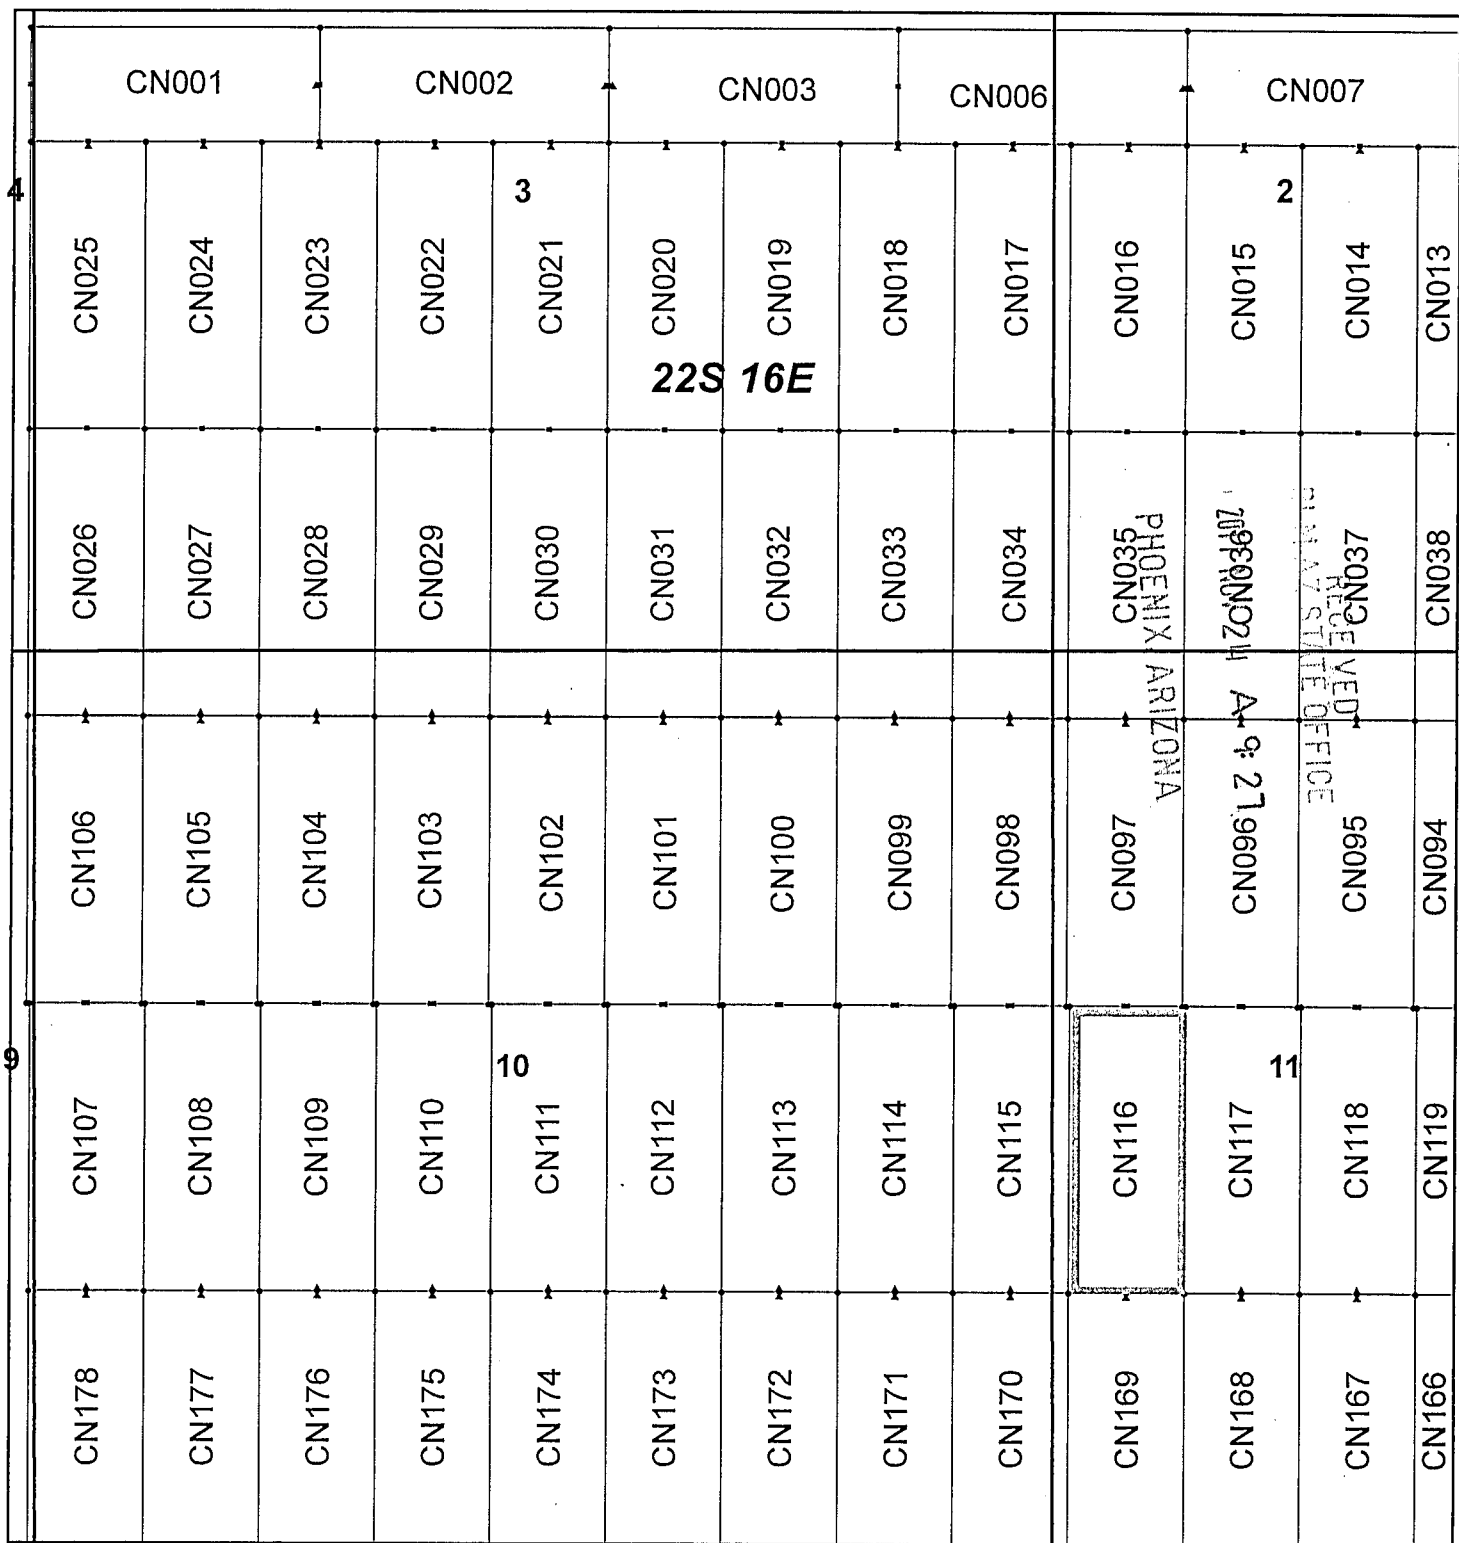 CN001 CN002 CN003 CN006 CN007
4 3 2
CN025 CN024 CN023 CN022 CN021 CN020 CN019 CN018 CN017 CN016 CN015 CN014 CN013
22S 16E
CN026 CN027 CN028 CN029 CN030 CN031 CN032 CN033 CN034 CN035 CN036 CN037 CN038
RECEIVED
AZ STATE OFFICE
24 A 9: 27
PHOENIX ARIZONA
CN106 CN105 CN104 CN103 CN102 CN101 CN100 CN099 CN098 CN097 CN096 CN095 CN094
9 10 11
CN107 CN108 CN109 CN110 CN111 CN112 CN113 CN114 CN115 CN116 CN117 CN118 CN119
CN178 CN177 CN176 CN175 CN174 CN173 CN172 CN171 CN170 CN169 CN168 CN167 CN166